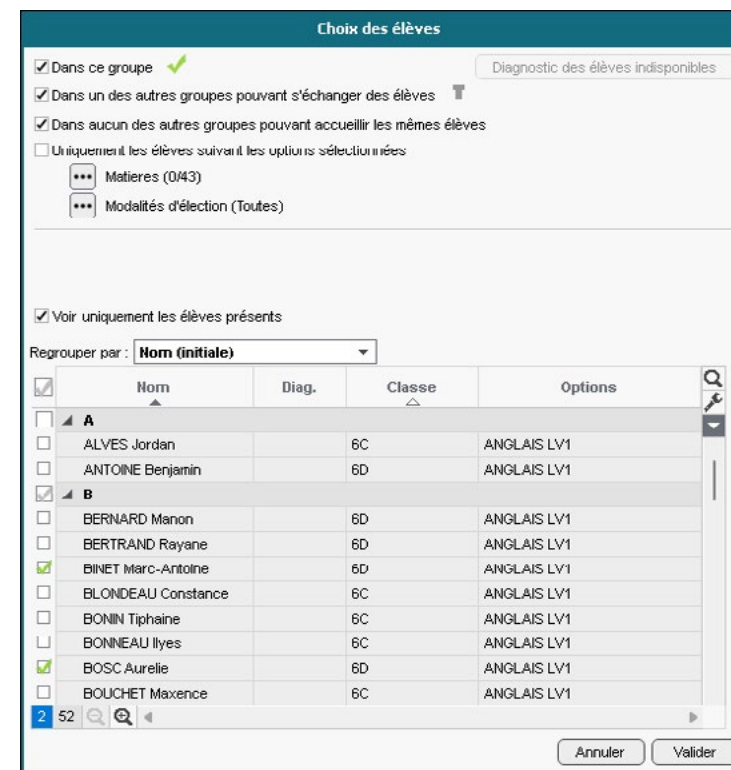 Choix des élèves
Dans ce groupe
Diagnostic des élèves indisponibles
Dans un des autres groupes pouvant s'échanger des élèves
Dans aucun des autres groupes pouvant accueillir les mêmes élèves
Uniquement les élèves suivant les options sélectionnées
Matieres (0/43)
Modalités d'élection (Toutes)
Voir uniquement les élèves présents
Regrouper par : Nom (initiale)
Nom Diag. Classe Options
A
ALVES Jordan 6C ANGLAIS LV1
ANTOINE Benjamin 6D ANGLAIS LV1
B
BERNARD Manon 6D ANGLAIS LV1
BERTRAND Rayane 6D ANGLAIS LV1
BINET Marc-Antoine 6D ANGLAIS LV1
BLONDEAU Constance 6C ANGLAIS LV1
BONIN Tiphaine 6C ANGLAIS LV1
BONNEAU Ilyes 6C ANGLAIS LV1
BOSC Aurelie 6D ANGLAIS LV1
BOUCHET Maxence 6C ANGLAIS LV1
2 52
Annuler Valider